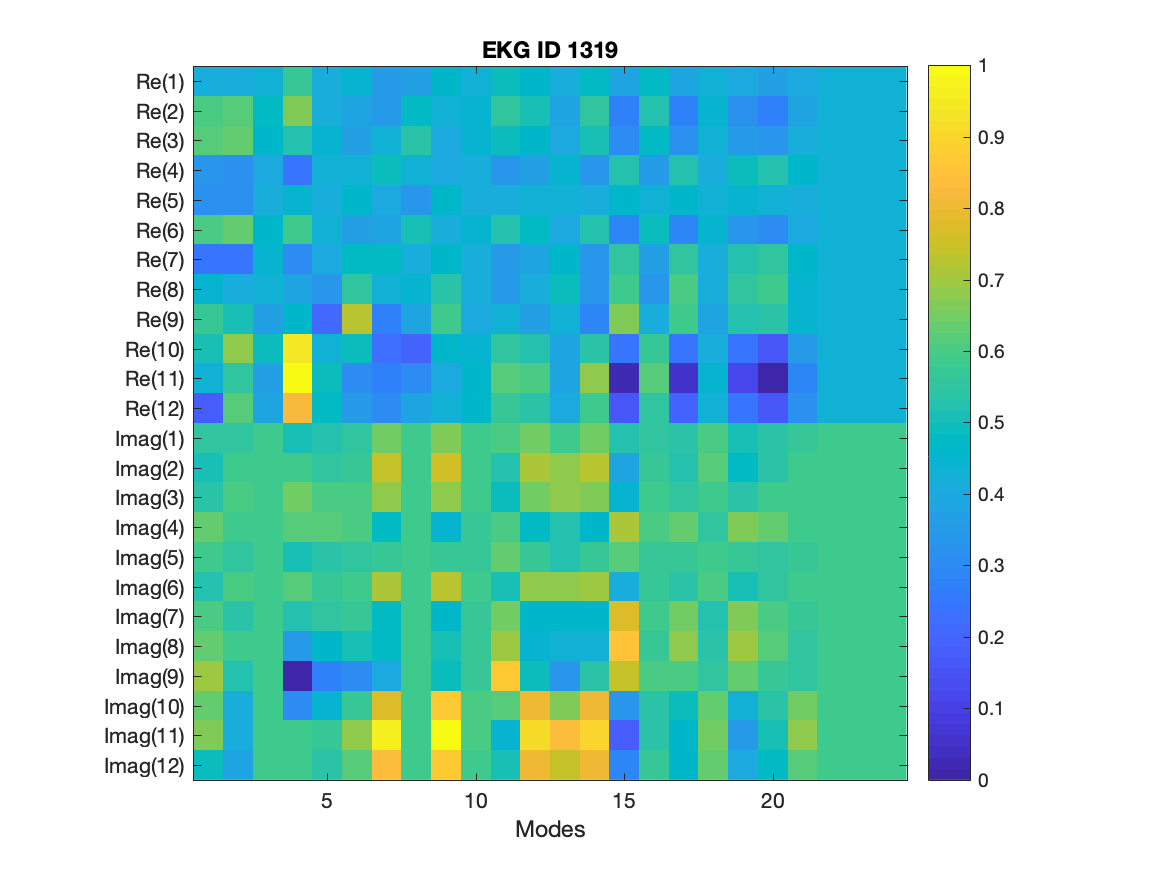 EKG ID 1319
Re(1)
Re(2)
Re(3)
Re(4)
Re(5)
Re(6)
Re(7)
Re(8)
Re(9)
Re(10)
Re(11)
Re(12)
Imag(1)
Imag(2)
Imag(3)
Imag(4)
Imag(5)
Imag(6)
Imag(7)
Imag(8)
Imag(9)
Imag(10)
Imag(11)
Imag(12)
5
10
15
20
Modes
1
0.9
0.8
0.7
0.6
0.5
0.4
0.3
0.2
0.1
0